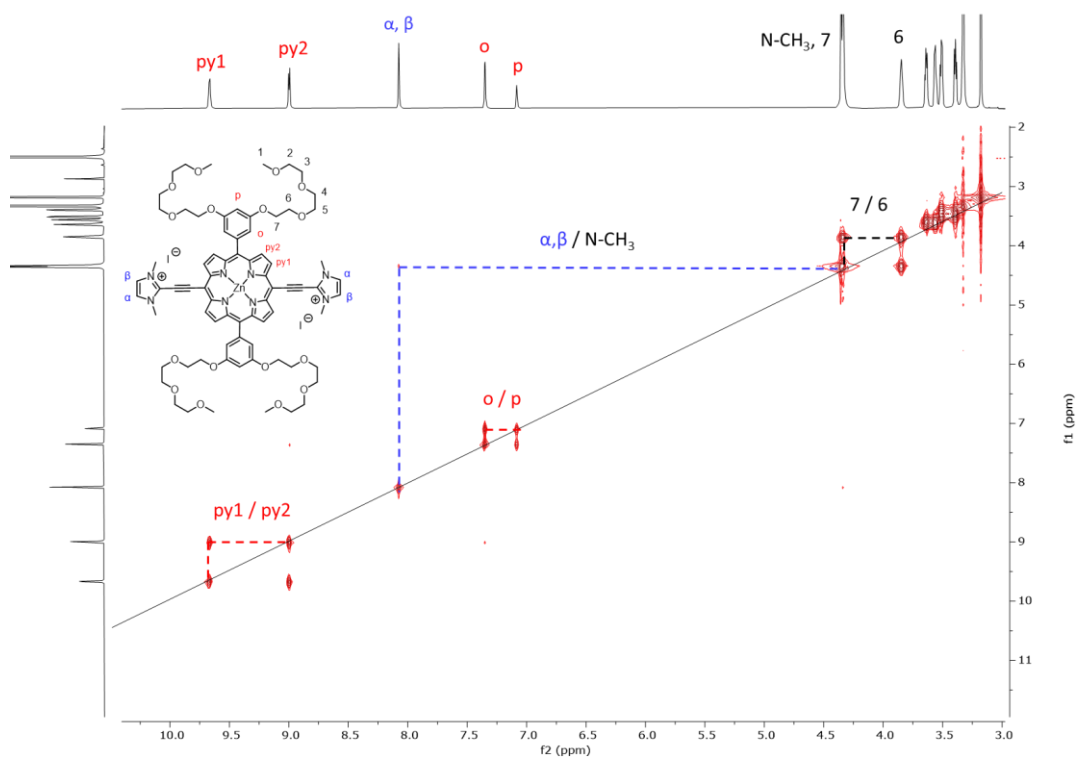 py1
py2
α, β
o
p
N-CH3, 7
6
1
2
3
4
5
6
7
O
O
O
O
O
O
O
O
p
o
py2
py1
I⊖
β
α
N
N
⊕
N
N
N
N
Zn
N
N
⊕
α
β
I⊖
O
O
O
O
O
O
O
O
7 / 6
α,β / N-CH3
o / p
py1 / py2
2
3
4
5
6
7
8
9
10
11
f1 (ppm)
10.0 9.5 9.0 8.5 8.0 7.5 7.0 6.5 6.0 5.5 5.0 4.5 4.0 3.5 3.0
f2 (ppm)